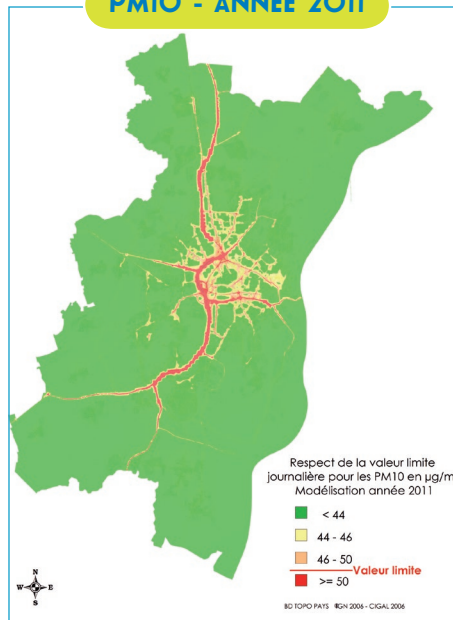 PM10 - ANNÉE 2011
Respect de la valeur limite
journalière pour les PM10 en µg/m
Modélisation année 2011
< 44
44 - 46
46 - 50
Valeur limite
>= 50
N
W E
S
BD TOPO PAYS ©IGN 2006 - CIGAL 2006